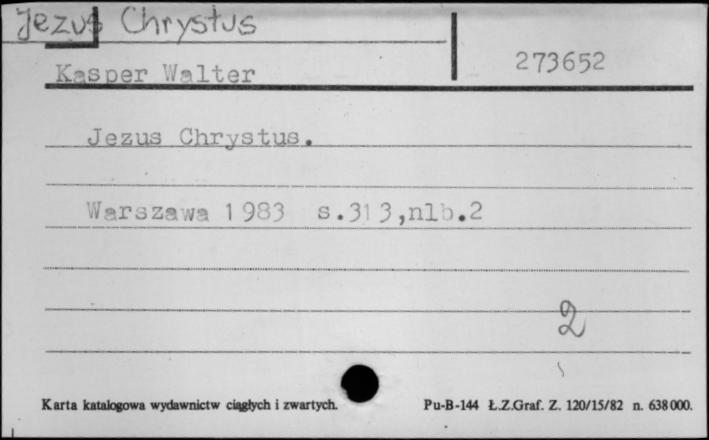 Jezus Chrystus
273652
Kasper Walter
Jezus Chrystus.
Warszawa 1983 s.313,nlb.2
2
Karta katalogowa wydawnictw ciągłych i zwartych.
Pu-B-144 Ł.Z.Graf. Z. 120/15/82 n. 638000.